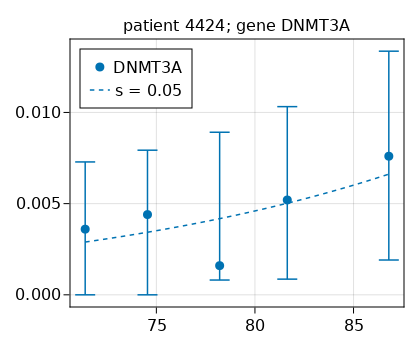 patient 4424; gene DNMT3A
DNMT3A
s = 0.05
0.010
0.005
0.000
75 80 85